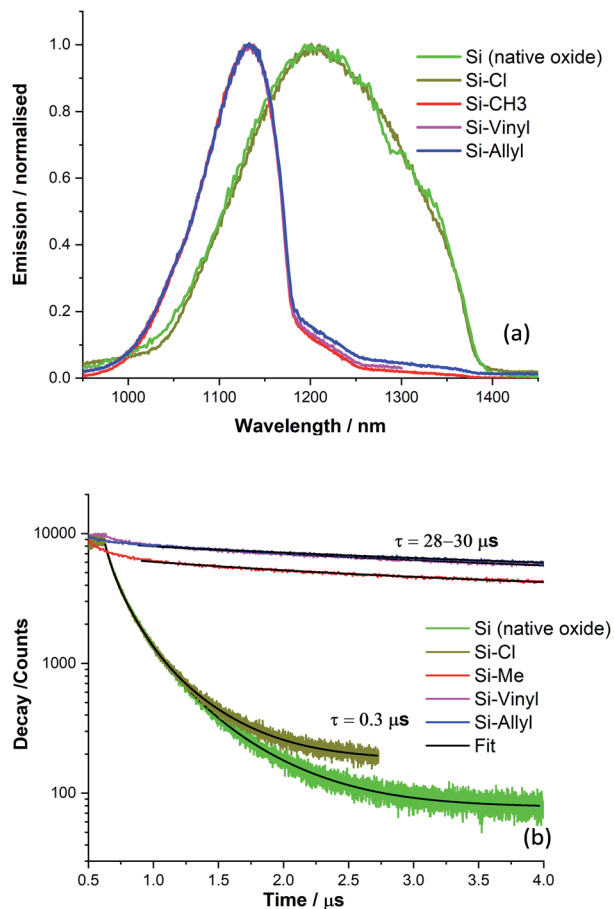 1.0
0.8
0.6
0.4
0.2
0.0
Emission / normalised
Si (native oxide)
Si-Cl
Si-CH3
Si-Vinyl
Si-Allyl
(a)
1000 1100 1200 1300 1400
Wavelength / nm
10000
1000
100
Decay /Counts
τ = 28–30 μs
Si (native oxide)
Si-Cl
Si-Me
Si-Vinyl
Si-Allyl
Fit
τ = 0.3 μs
(b)
0.5 1.0 1.5 2.0 2.5 3.0 3.5 4.0
Time / μs